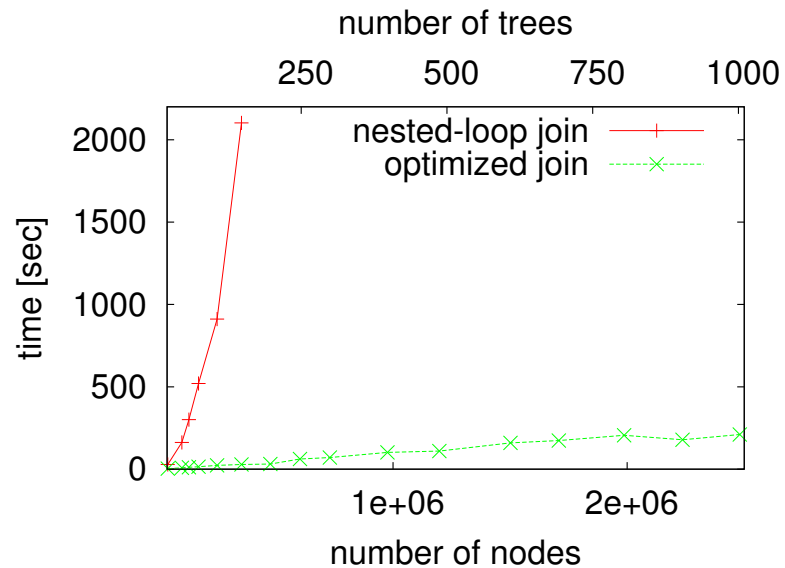 number of trees
250 500 750 1000
nested-loop join
optimized join
2000
1500
1000
500
0
time [sec]
1e+06 2e+06
number of nodes